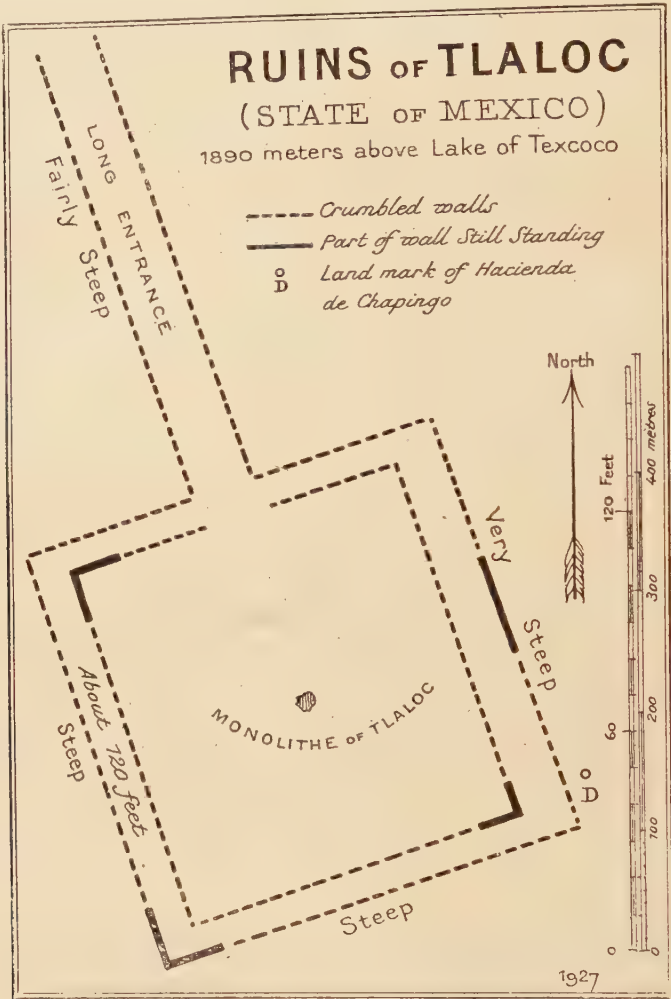 RUINS OF TLALOC
(STATE OF MEXICO)
1890 meters above Lake of Texcoco
Crumbled walls
Part of wall Still Standing
o
D
Land mark of Hacienda
de Chapingo
LONG ENTRANCE
Fairly Steep
North
120 Feet
60
0
400 mètres
300
200
100
0
Very Steep
o
D
About 120 feet
Steep
MONOLITHE OF TLALOC
Steep
1927